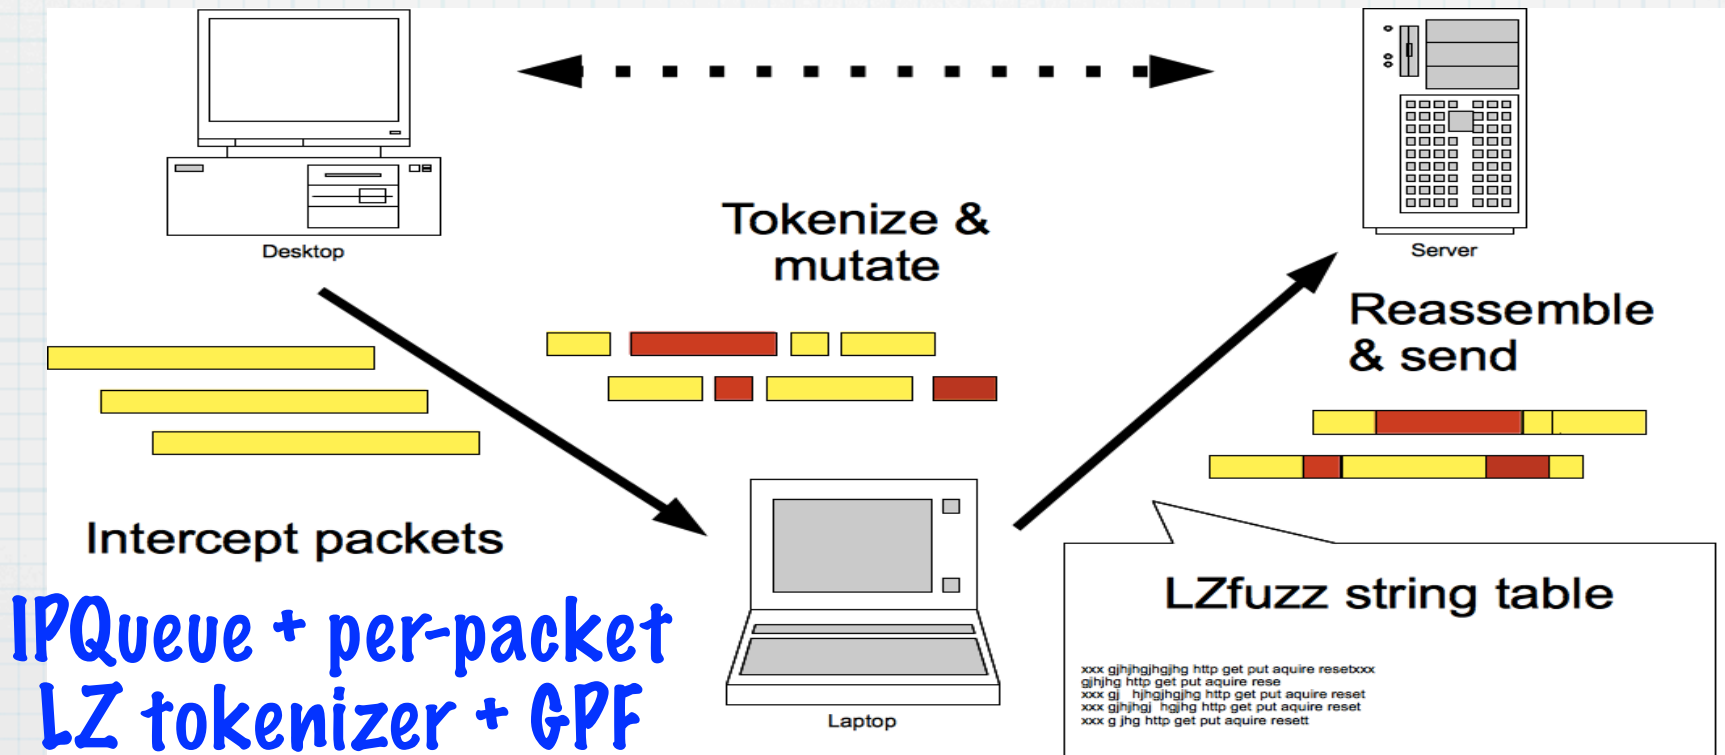 Desktop
Server
Tokenize &
mutate
Reassemble
& send
Intercept packets
IPQueue + per-packet
LZ tokenizer + GPF
Laptop
LZfuzz string table
xxx gjhjhgjhgjhg http get put aquire resetxxx
gjhjhg http get put aquire rese
xxx gj hjhgjhgjhg http get put aquire reset
xxx gjhjhgj hgjhg http get put aquire reset
xxx g jhg http get put aquire resett